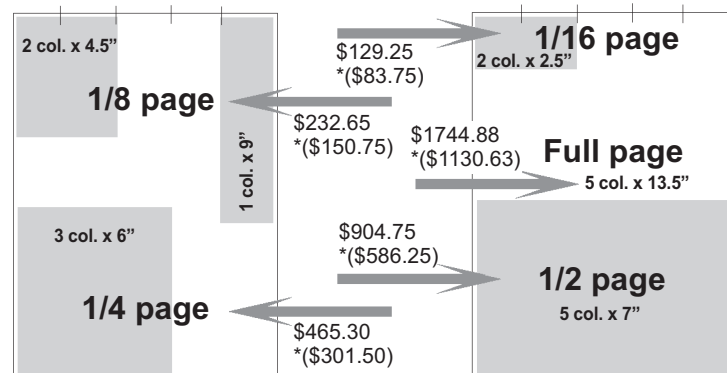 2 col. x 4.5”
1/8 page
1 col. x 9”
3 col. x 6”
1/4 page
$129.25
*($83.75)
$232.65
*($150.75)
$1744.88
*($1130.63)
$904.75
*($586.25)
$465.30
*($301.50)
1/16 page
2 col. x 2.5”
Full page
5 col. x 13.5”
1/2 page
5 col. x 7”